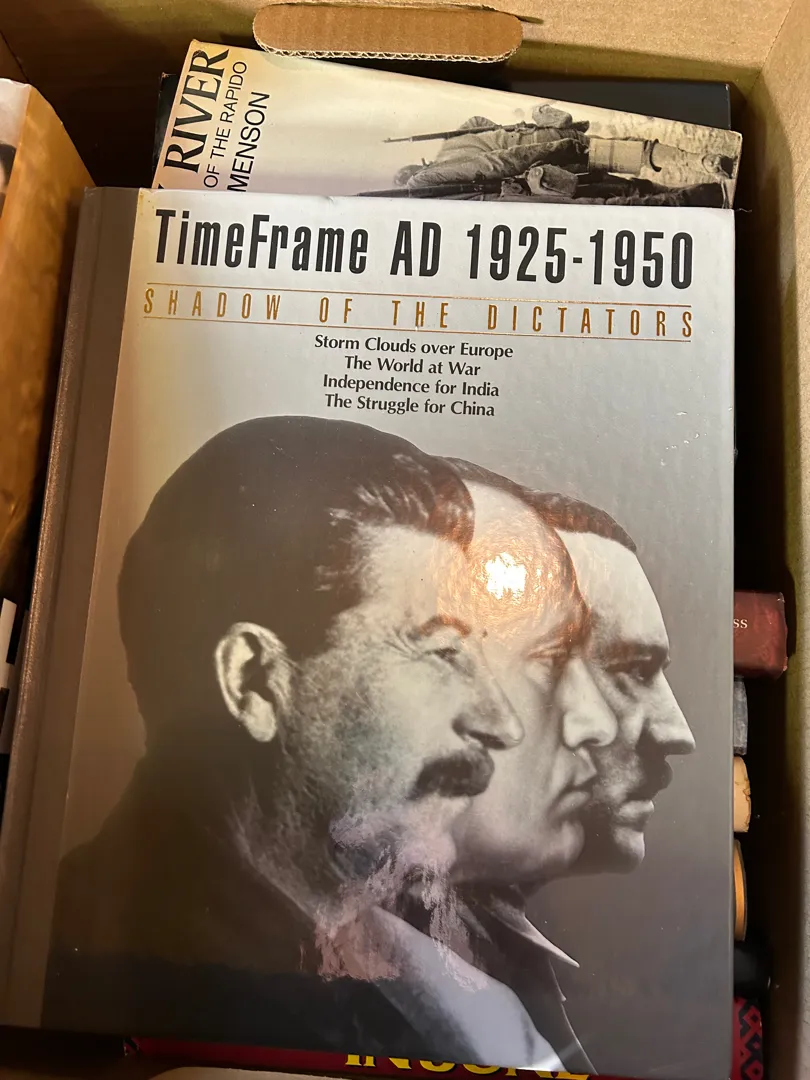 RIVER
OF THE RAPIDO
TimeFrame AD 1925-1950
SHADOW OF THE DICTATORS
Storm Clouds over Europe
The World at War
Independence for India
The Struggle for China